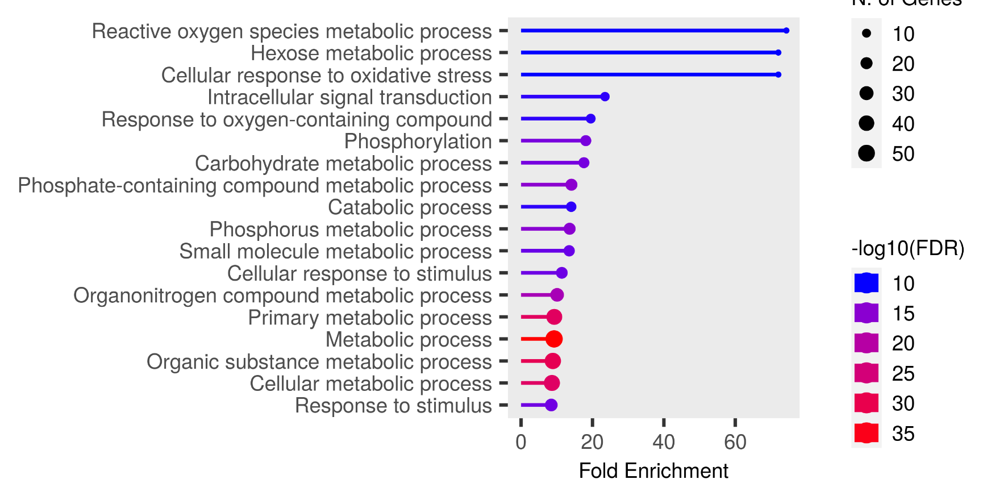 N. of Genes
Reactive oxygen species metabolic process
Hexose metabolic process
Cellular response to oxidative stress
Intracellular signal transduction
Response to oxygen-containing compound
Phosphorylation
Carbohydrate metabolic process
Phosphate-containing compound metabolic process
Catabolic process
Phosphorus metabolic process
Small molecule metabolic process
Cellular response to stimulus
Organonitrogen compound metabolic process
Primary metabolic process
Metabolic process
Organic substance metabolic process
Cellular metabolic process
Response to stimulus
0 20 40 60
Fold Enrichment
10
20
30
40
50
-log10(FDR)
10
15
20
25
30
35